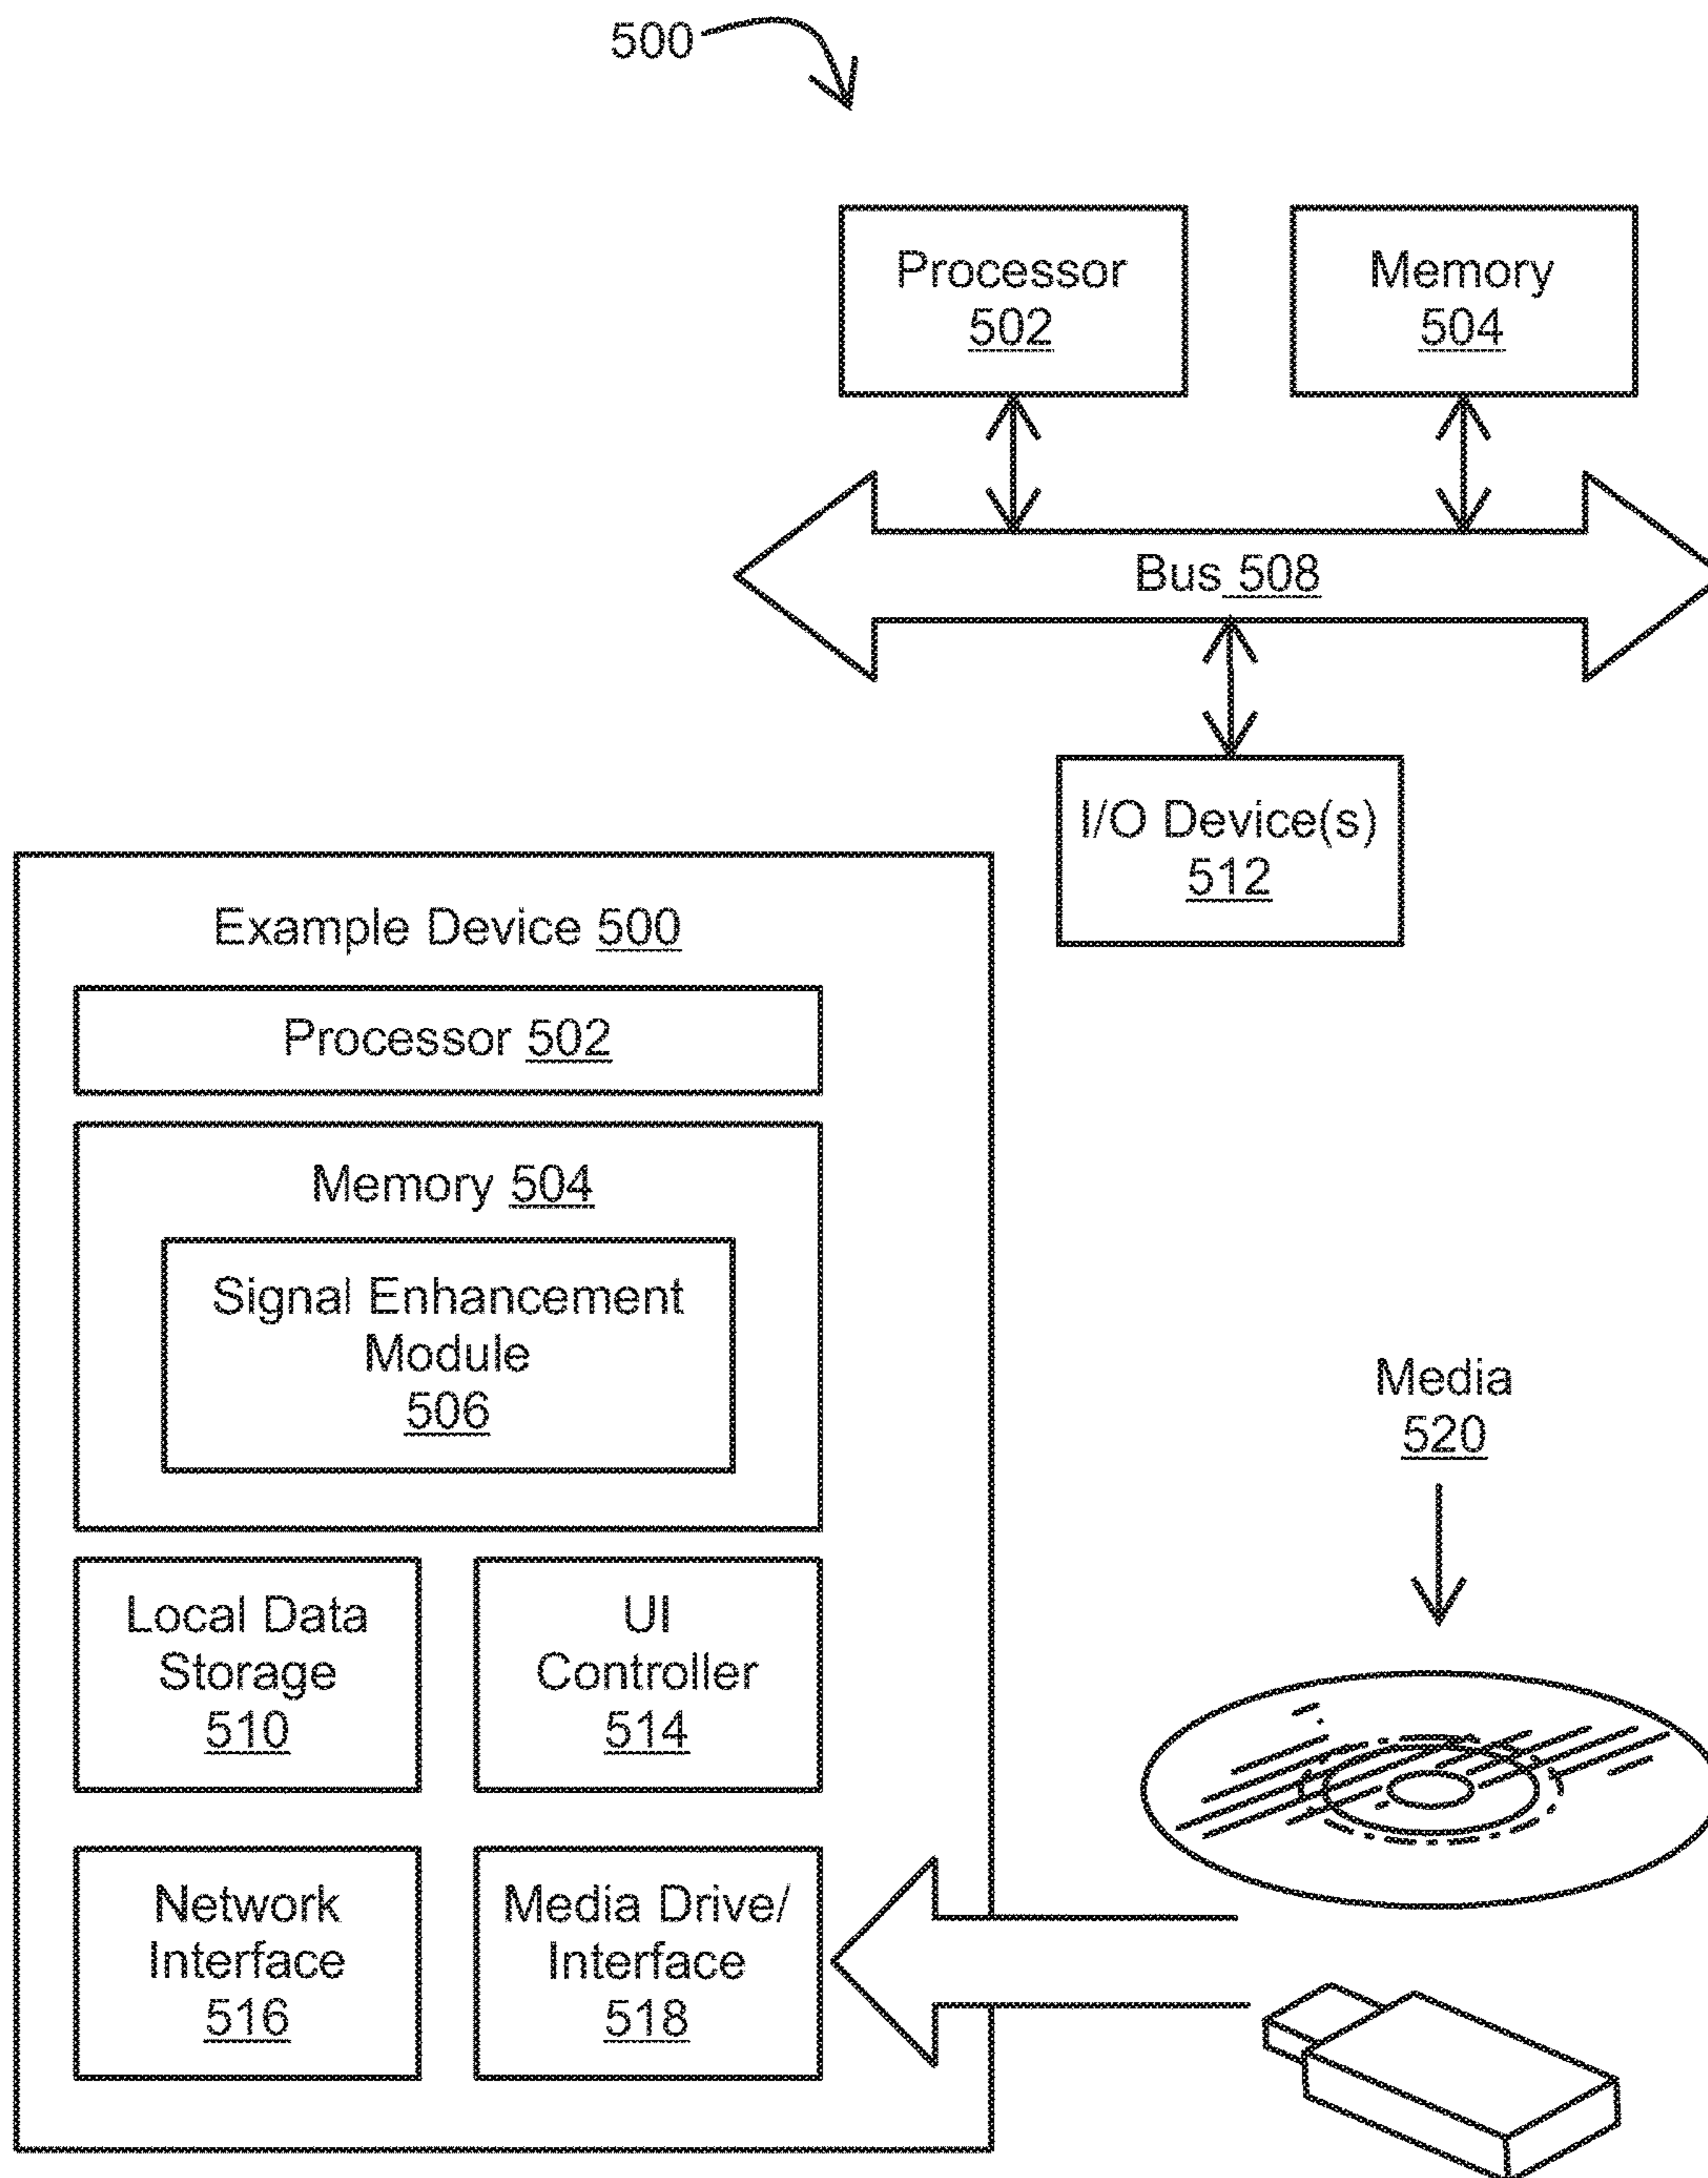 500
Processor
502
Memory
504
Bus 508
I/O Device(s)
512
Example Device 500
Processor 502
Memory 504
Signal Enhancement
Module
506
Local Data
Storage
510
UI
Controller
514
Network
Interface
516
Media Drive/
Interface
518
Media
520